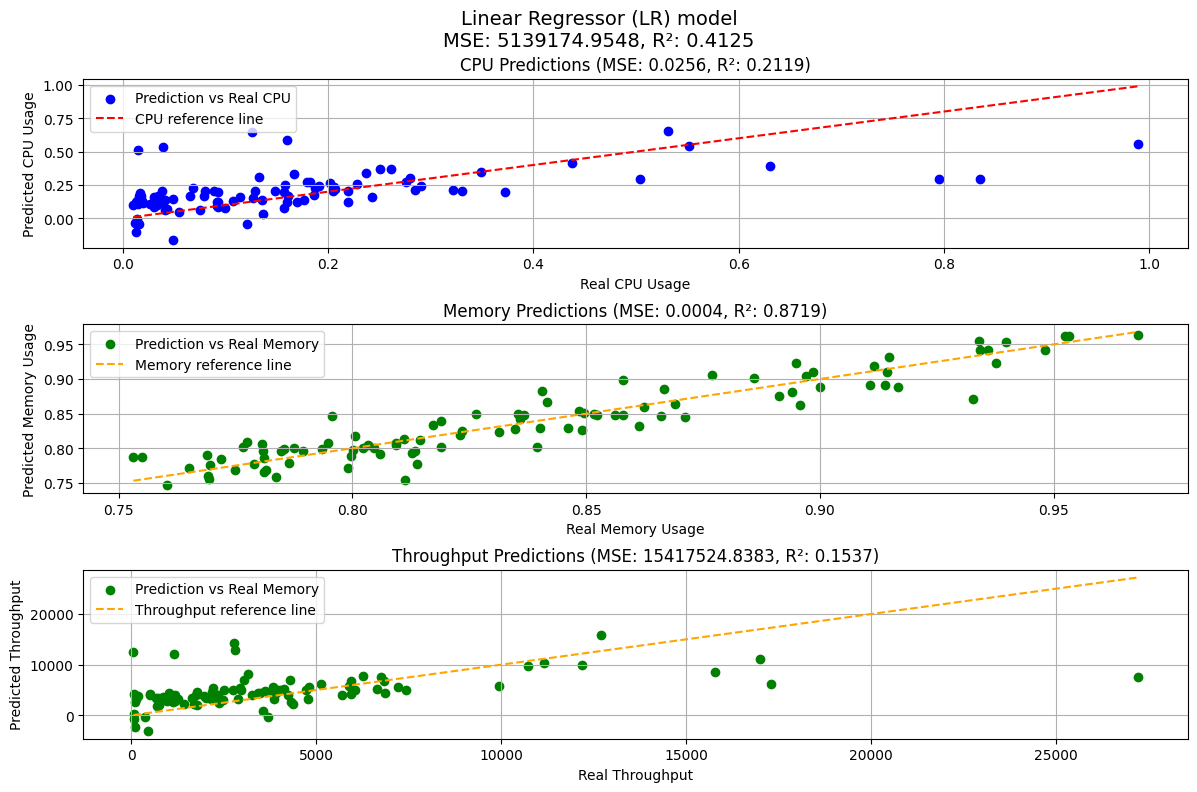 Linear Regressor (LR) model
MSE: 5139174.9548, R²: 0.4125
CPU Predictions (MSE: 0.0256, R²: 0.2119)
Predicted CPU Usage
1.00
0.75
0.50
0.25
0.00
Prediction vs Real CPU
CPU reference line
0.0 0.2 0.4 0.6 0.8 1.0
Real CPU Usage
Memory Predictions (MSE: 0.0004, R²: 0.8719)
Predicted Memory Usage
0.95
0.90
0.85
0.80
0.75
Prediction vs Real Memory
Memory reference line
0.75 0.80 0.85 0.90 0.95
Real Memory Usage
Throughput Predictions (MSE: 15417524.8383, R²: 0.1537)
Predicted Throughput
20000
10000
0
Prediction vs Real Memory
Throughput reference line
0 5000 10000 15000 20000 25000
Real Throughput